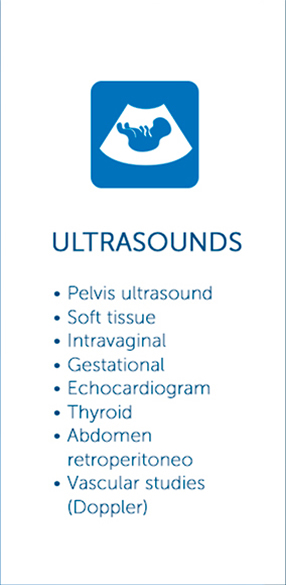 ULTRASOUNDS
• Pelvis ultrasound
• Soft tissue
• Intravaginal
• Gestational
• Echocardiogram
• Thyroid
• Abdomen
retroperitoneo
• Vascular studies
(Doppler)